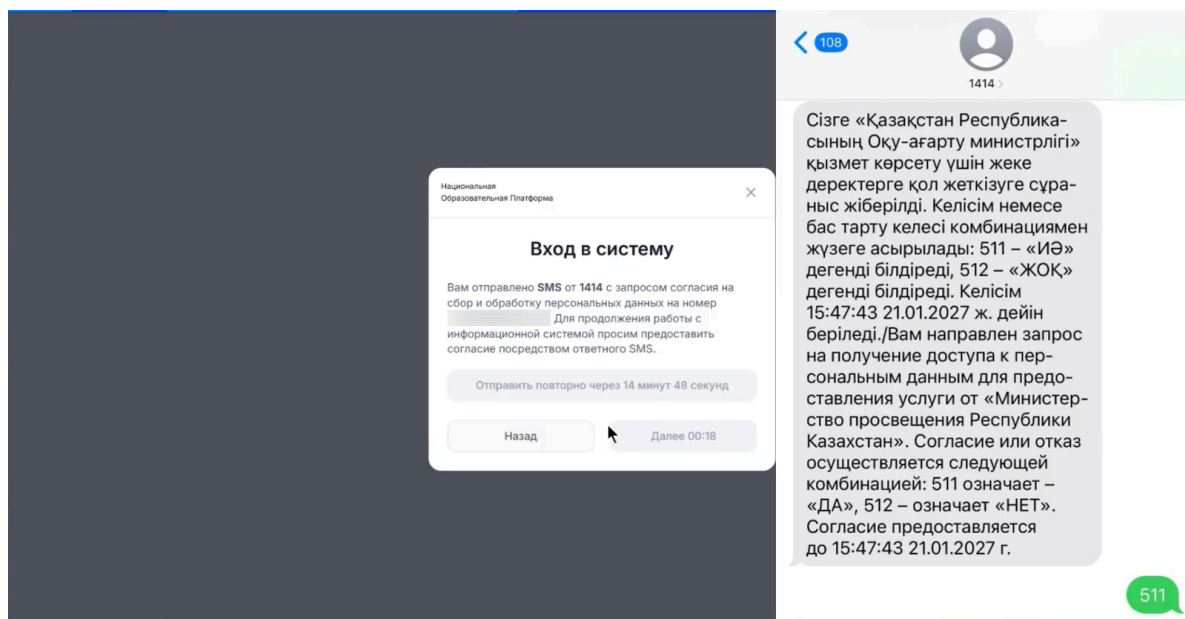 Национальная
Образовательная Платформа
Вход в систему
Вам отправлено SMS от 1414 с запросом согласия на
сбор и обработку персональных данных на номер
Для продолжения работы с
информационной системой просим предоставить
согласие посредством ответного SMS.
Отправить повторно через 14 минут 48 секунд
Назад
Далее 00:18
108
1414
Сізге «Қазақстан Республика-
сының Оқу-ағарту министрлігі»
қызмет көрсету үшін жеке
деректерге қол жеткізуге сұра-
ныс жіберілді. Келісім немесе
бас тарту келесі комбинациямен
жүзеге асырылады: 511 – «ИӘ»
дегенді білдіреді, 512 – «ЖОҚ»
дегенді білдіреді. Келісім
15:47:43 21.01.2027 ж. дейін
беріледі./Вам направлен запрос
на получение доступа к пер-
сональным данным для предо-
ставления услуги от «Министер-
ство просвещения Республики
Казахстан». Согласие или отказ
осуществляется следующей
комбинацией: 511 означает –
«ДА», 512 – означает «НЕТ».
Согласие предоставляется
до 15:47:43 21.01.2027 г.
511